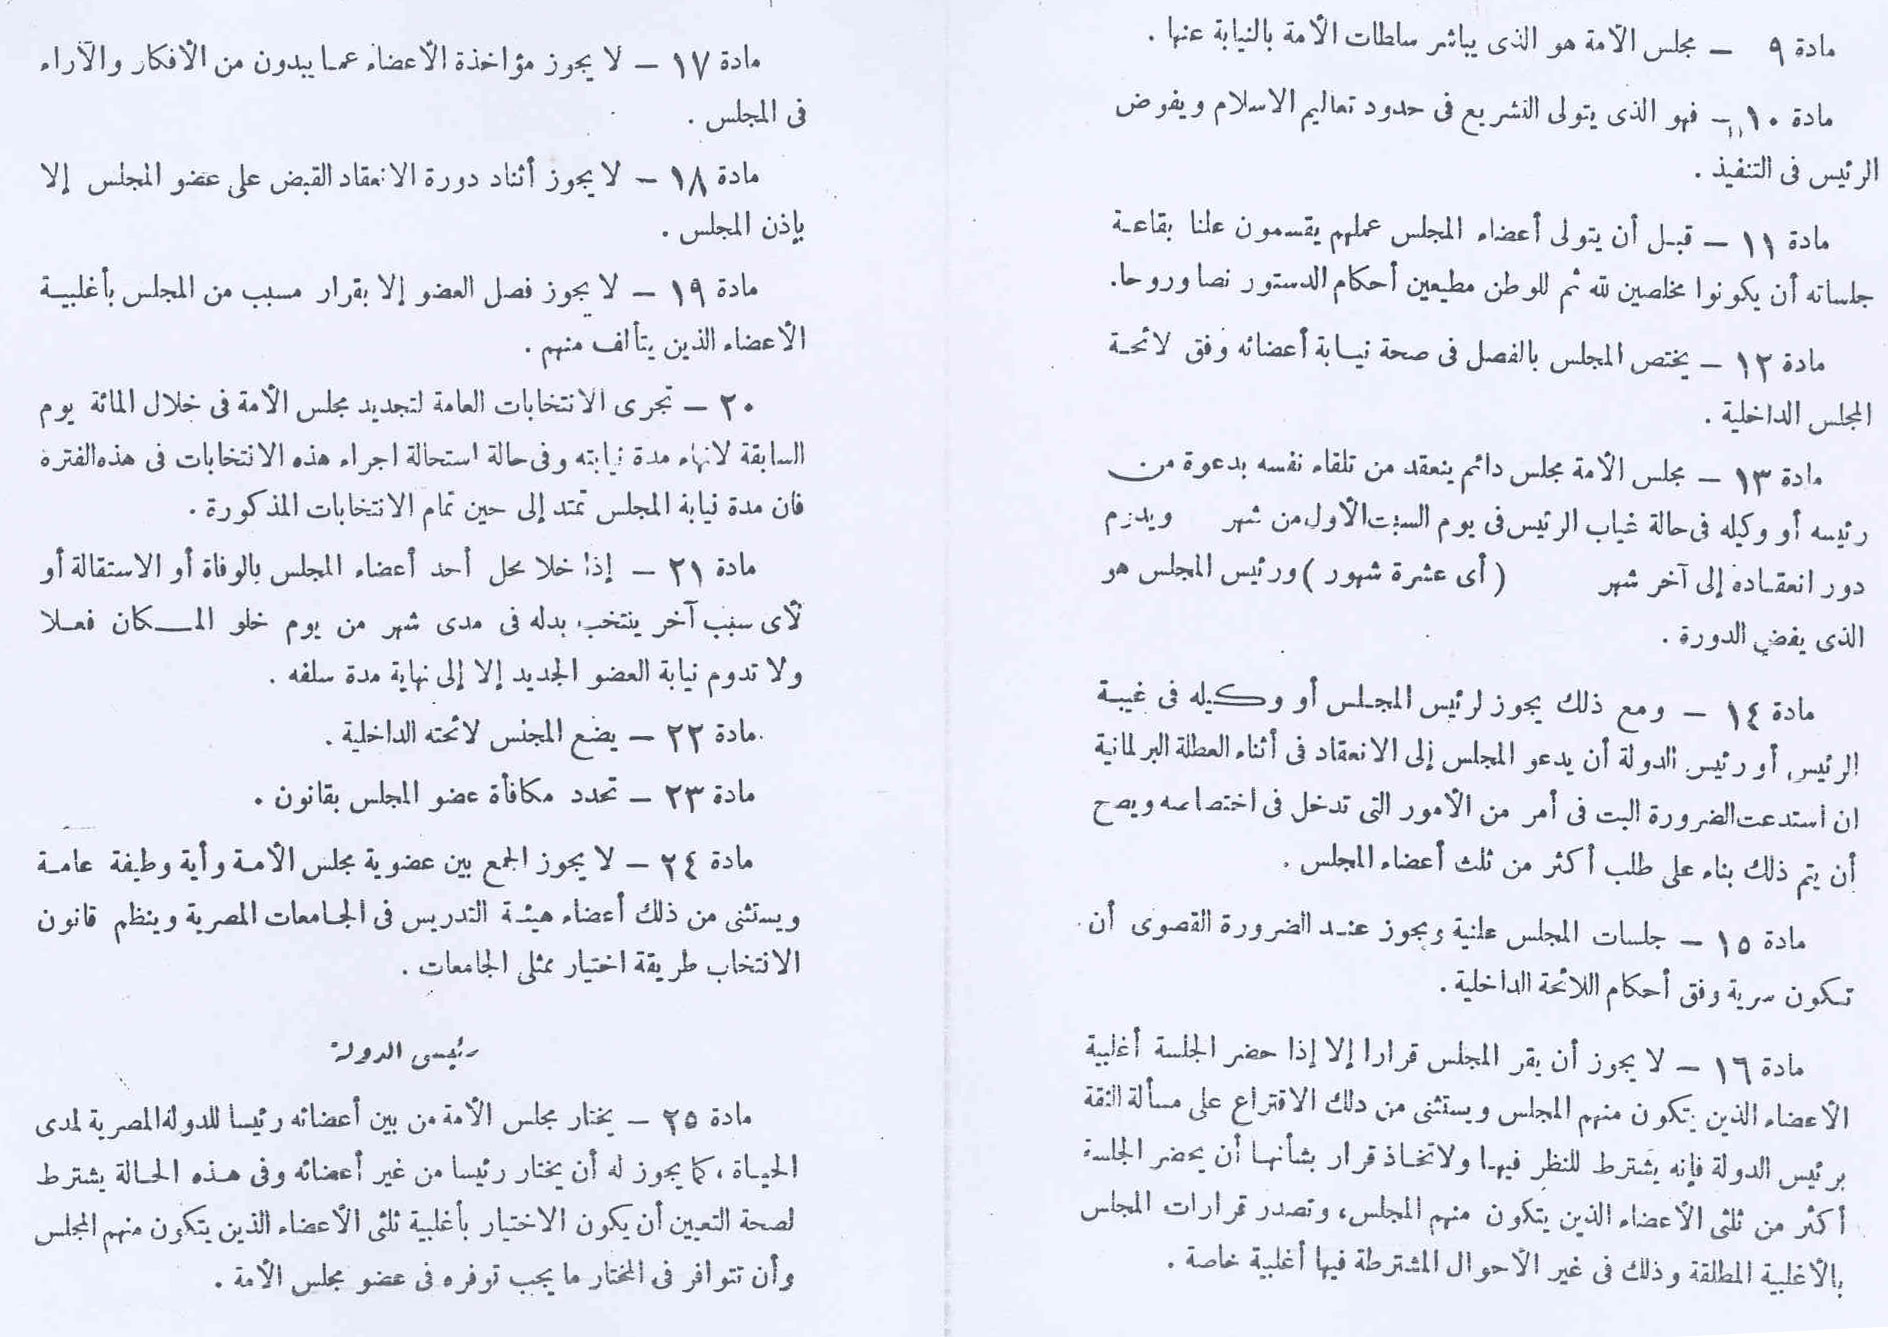 مادة ٩ – مجلس الأمة هو الذى يباشر سلطات الأمة بالنيابة عنها .
مادة ١٠ – فهو الذى يتولى التشريع فى حدود تعاليم الاسلام ويفوض
الرئيس فى التنفيذ .
مادة ١١ – قبل أن يتولى أعضاء المجلس عملهم يقسمون علنا بقاعة
جلساته أن يكونوا مخلصين لله ثم للوطن مطيعين أحكام الدستور نصا وروحا.
مادة ١٢ – يختص المجلس بالفصل فى صحة نيابة أعضائه وفق لائحة
المجلس الداخلية .
مادة ١٣ – مجلس الأمة مجلس دائم ينعقد من تلقاء نفسه بدعوة من
رئيسه أو وكيله فى حالة غياب الرئيس فى يوم السبت الأول من شهر ويدوم
دور انعقاده إلى آخر شهر ( أى عشرة شهور ) ورئيس المجلس هو
الذى يفض الدورة .
مادة ١٤ – ومع ذلك يجوز لرئيس المجلس أو وكيله فى غيبة
الرئيس أو رئيس الدولة أن يدعو المجلس إلى الانعقاد فى أثناء العطلة البرلمانية
ان استدعت الضرورة البت فى أمر من الأمور التى تدخل فى اختصاصه ويصح
أن يتم ذلك بناء على طلب أكثر من ثلث أعضاء المجلس .
مادة ١٥ – جلسات المجلس علنية ويجوز عند الضرورة القصوى أن
تكون سرية وفق أحكام اللائحة الداخلية .
مادة ١٦ – لا يجوز أن يقر المجلس قرارا إلا إذا حضر الجلسة أغلبية
الأعضاء الذين يتكون منهم المجلس ويستثنى من ذلك الاقتراع على مسألة الثقة
برئيس الدولة فإنه يشترط للنظر فيها ولاتخاذ قرار بشأنها أن يحضر الجلسة
أكثر من ثلثى الأعضاء الذين يتكون منهم المجلس، وتصدر قرارات المجلس
بالأغلبية المطلقة وذلك فى غير الأحوال المشترطة فيها أغلبية خاصة .
مادة ١٧ – لا يجوز مؤاخذة الأعضاء عما يبدون من الأفكار والآراء
فى المجلس .
مادة ١٨ – لا يجوز أثناء دورة الانعقاد القبض على عضو المجلس إلا
بإذن المجلس .
مادة ١٩ – لا يجوز فصل العضو إلا بقرار مسبب من المجلس بأغلبية
الأعضاء الذين يتألف منهم .
٢٠ – تجرى الانتخابات العامة لتجديد مجلس الأمة فى خلال المائة يوم
السابقة لانهاء مدة نيابته وفى حالة استحالة اجراء هذه الانتخابات فى هذه الفترة
فان مدة نيابة المجلس تمتد إلى حين تمام الانتخابات المذكورة .
مادة ٢١ – إذا خلا محل أحد أعضاء المجلس بالوفاة أو الاستقالة أو
لأى سبب آخر ينتخب بدله فى مدى شهر من يوم خلو المكان فعلا
ولا تدوم نيابة العضو الجديد إلا إلى نهاية مدة سلفه .
مادة ٢٢ – يضع المجلس لائحته الداخلية .
مادة ٢٣ – تحدد مكافأة عضو المجلس بقانون .
مادة ٢٤ – لا يجوز الجمع بين عضوية مجلس الأمة وأية وظيفة عامة
ويستثنى من ذلك أعضاء هيئة التدريس فى الجامعات المصرية وينظم قانون
الانتخاب طريقة اختيار ممثلى الجامعات .
رئيس الدولة
مادة ٢٥ – يختار مجلس الأمة من بين أعضائه رئيسا للدولة المصرية لمدى
الحياة ، كما يجوز له أن يختار رئيسا من غير أعضائه وفى هذه الحالة يشترط
لصحة التعيين أن يكون الاختيار بأغلبية ثلثى الأعضاء الذين يتكون منهم المجلس
وأن تتوافر فى المختار ما يجب توفره فى عضو مجلس الأمة .